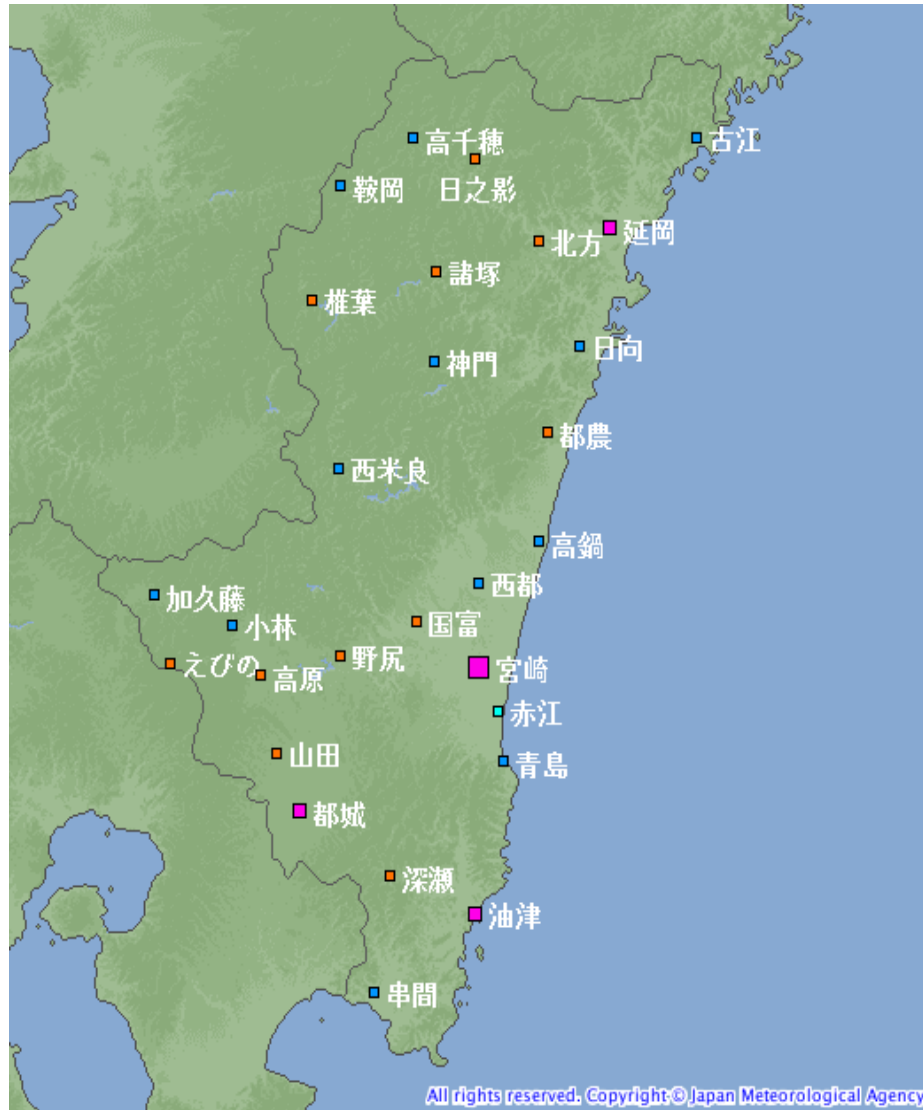 高千穂
古江
日之影
鞍岡
延岡
北方
諸塚
椎葉
日向
神門
都農
西米良
高鍋
西都
加久藤
国富
小林
野尻
えびの
宮崎
高原
赤江
山田
青島
都城
深瀬
油津
串間
All rights reserved. Copyright © Japan Meteorological Agency